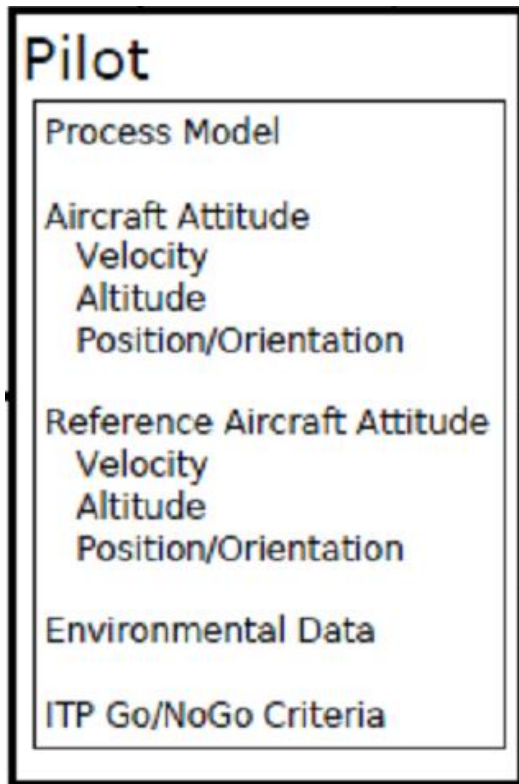 Pilot
Process Model
Aircraft Attitude
Velocity
Altitude
Position/Orientation
Reference Aircraft Attitude
Velocity
Altitude
Position/Orientation
Environmental Data
ITP Go/NoGo Criteria